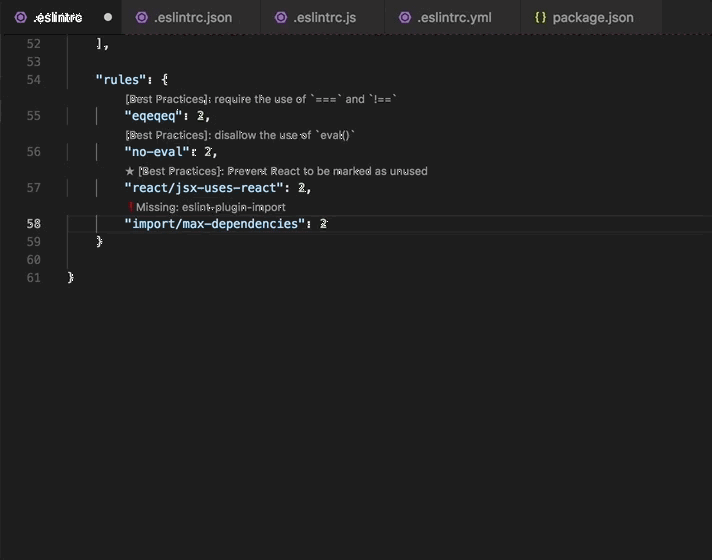 .eslintrc .eslintrc.json .eslintrc.js .eslintrc.yml {} package.json
52 ],
53
54 "rules": {
[Best Practices]: require the use of `===` and `!==`
55 "eqeqeq": 2,
[Best Practices]: disallow the use of `eval()`
56 "no-eval": 2,
★ [Best Practices]: Prevent React to be marked as unused
57 "react/jsx-uses-react": 2,
❗Missing: eslint-plugin-import
58 "import/max-dependencies": 2
59 }
60
61 }